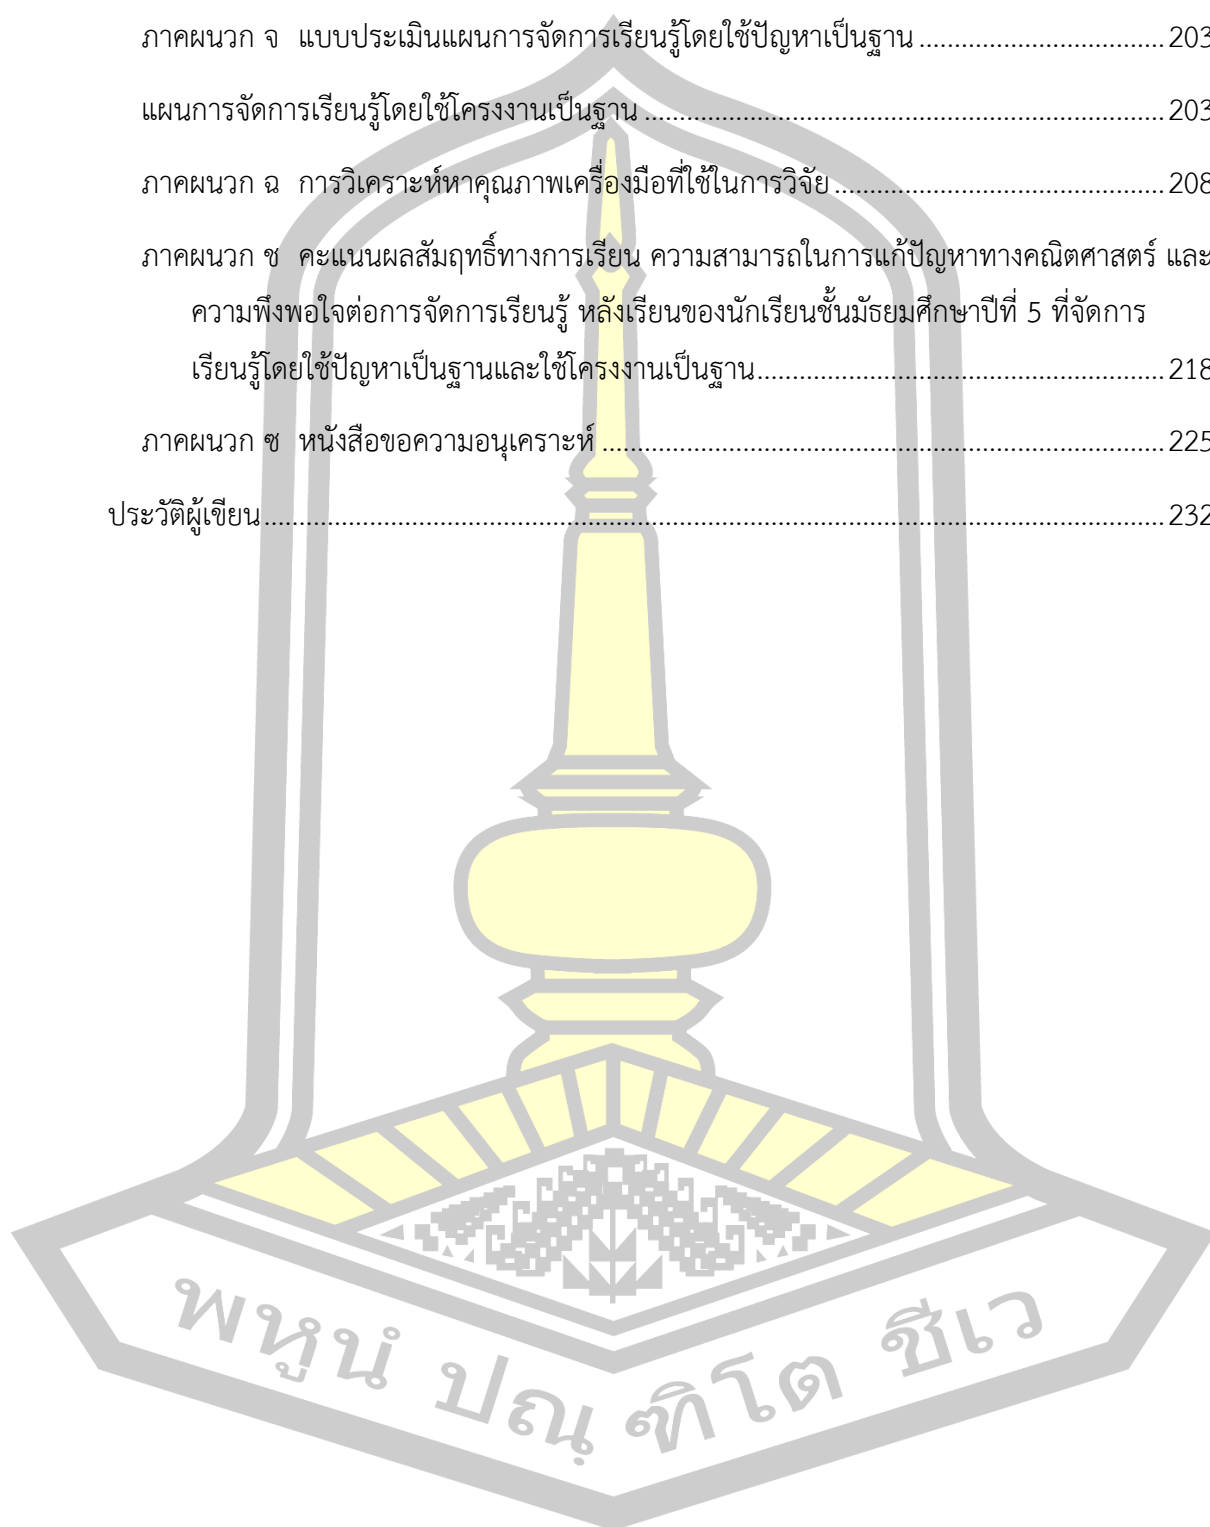 ภาคผนวก จ  แบบประเมินแผนการจัดการเรียนรู้โดยใช้ปัญหาเป็นฐาน .................................. 203
แผนการจัดการเรียนรู้โดยใช้โครงงานเป็นฐาน .......................................................................... 203
ภาคผนวก ฉ  การวิเคราะห์หาคุณภาพเครื่องมือที่ใช้ในการวิจัย .............................................. 208
ภาคผนวก ช  คะแนนผลสัมฤทธิ์ทางการเรียน ความสามารถในการแก้ปัญหาทางคณิตศาสตร์ และ
ความพึงพอใจต่อการจัดการเรียนรู้ หลังเรียนของนักเรียนชั้นมัธยมศึกษาปีที่ 5 ที่จัดการ
เรียนรู้โดยใช้ปัญหาเป็นฐานและใช้โครงงานเป็นฐาน .......................................................... 218
ภาคผนวก ซ  หนังสือขอความอนุเคราะห์ ................................................................................ 225
ประวัติผู้เขียน ................................................................................................................................. 232
พหูนํ ปณฺฑิโต ชีเว